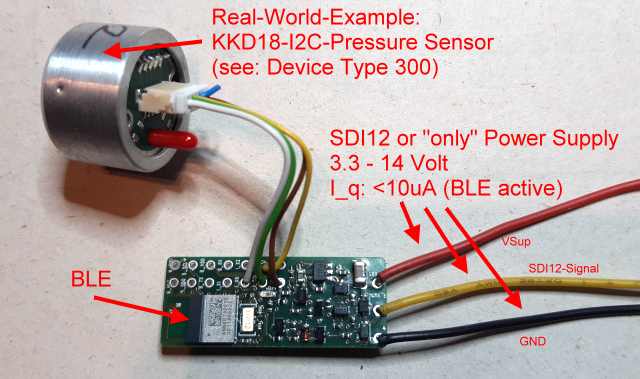 Real-World-Example:
KKD18-I2C-Pressure Sensor
(see: Device Type 300)
SDI12 or "only" Power Supply
3.3 - 14 Volt
I_q: <10uA (BLE active)
VSup
SDI12-Signal
BLE
GND